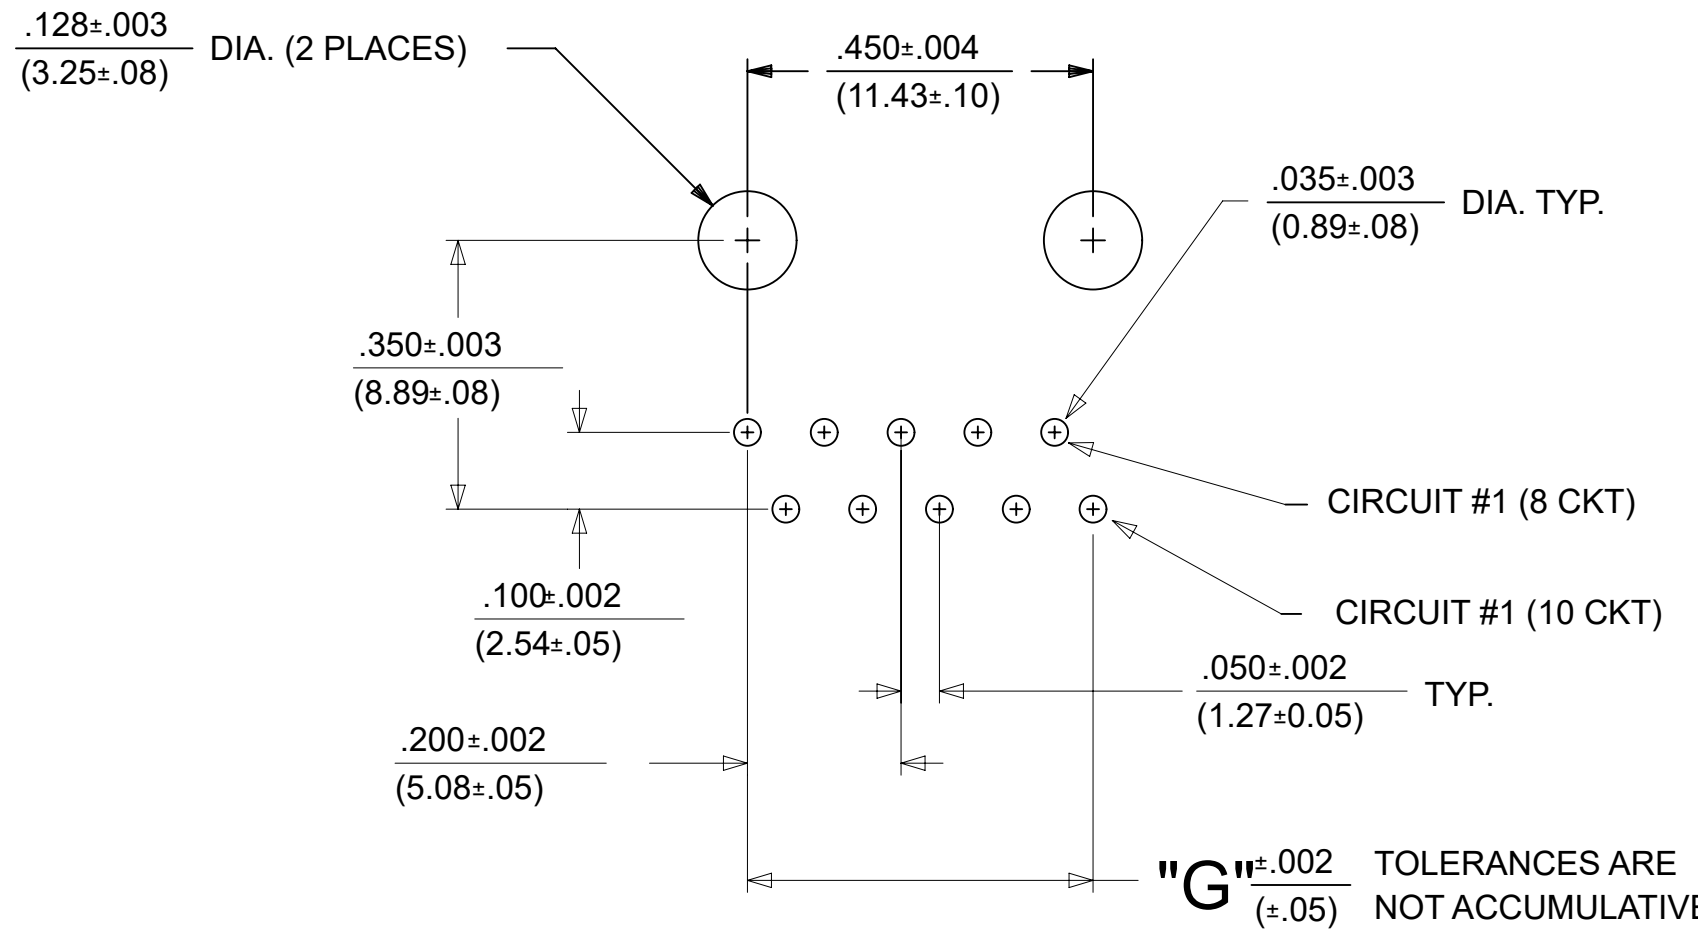 .128±.003
(3.25±.08)
DIA. (2 PLACES)
.450±.004
(11.43±.10)
.035±.003
(0.89±.08)
DIA. TYP.
.350±.003
(8.89±.08)
CIRCUIT #1 (8 CKT)
.100±.002
(2.54±.05)
CIRCUIT #1 (10 CKT)
.050±.002
(1.27±0.05)
TYP.
.200±.002
(5.08±.05)
"G"
±.002
(±.05)
TOLERANCES ARE
NOT ACCUMULATIVE